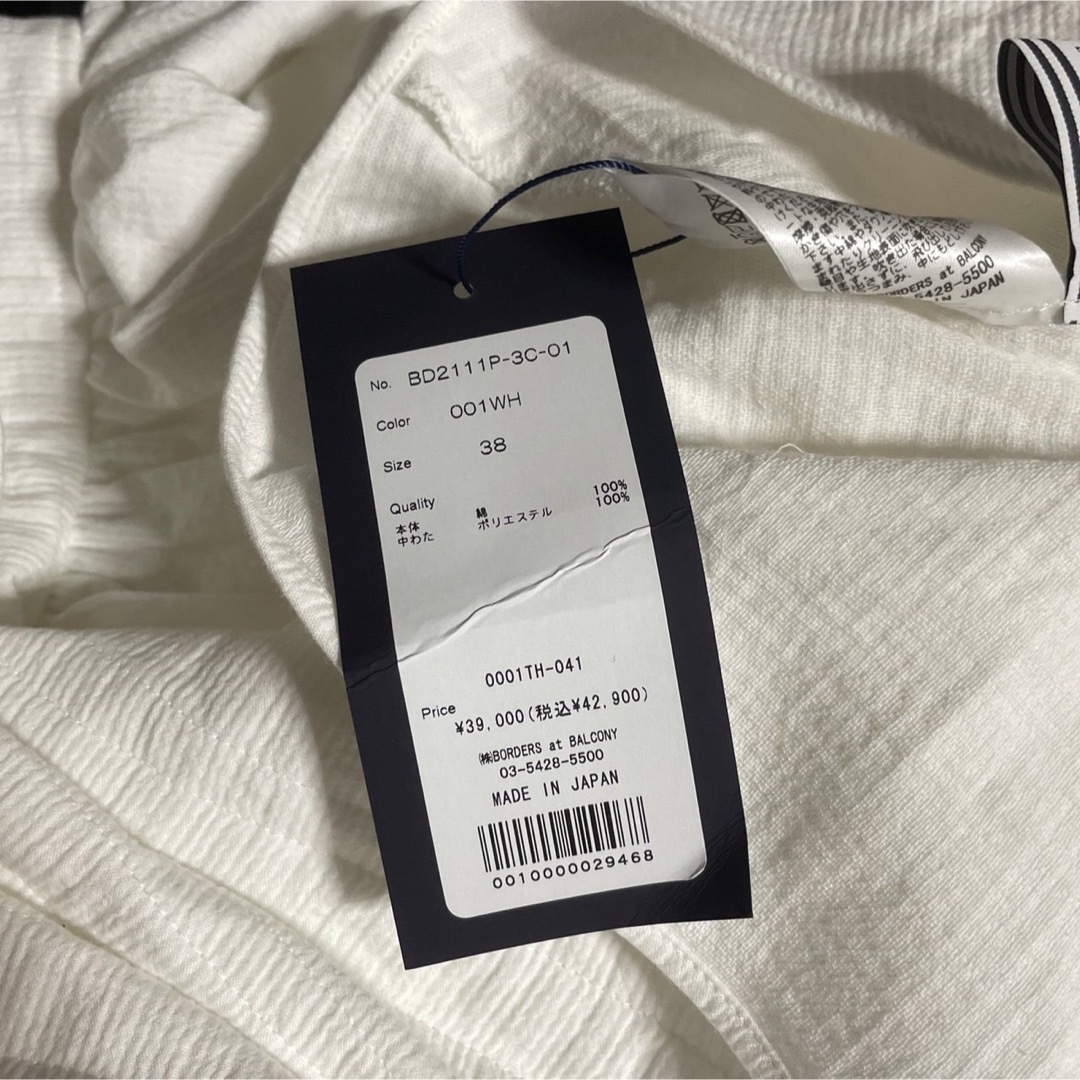 No. BD2111P-3C-01
Color 001WH
Size 38
Quality
本体 綿 100%
中わた ポリエステル 100%
0001TH-041
Price ¥39,000(税込¥42,900)
㈱BORDERS at BALCONY
03-5428-5500
MADE IN JAPAN
0010000029468
BORDERS at BALCONY
5428-5500
IN JAPAN